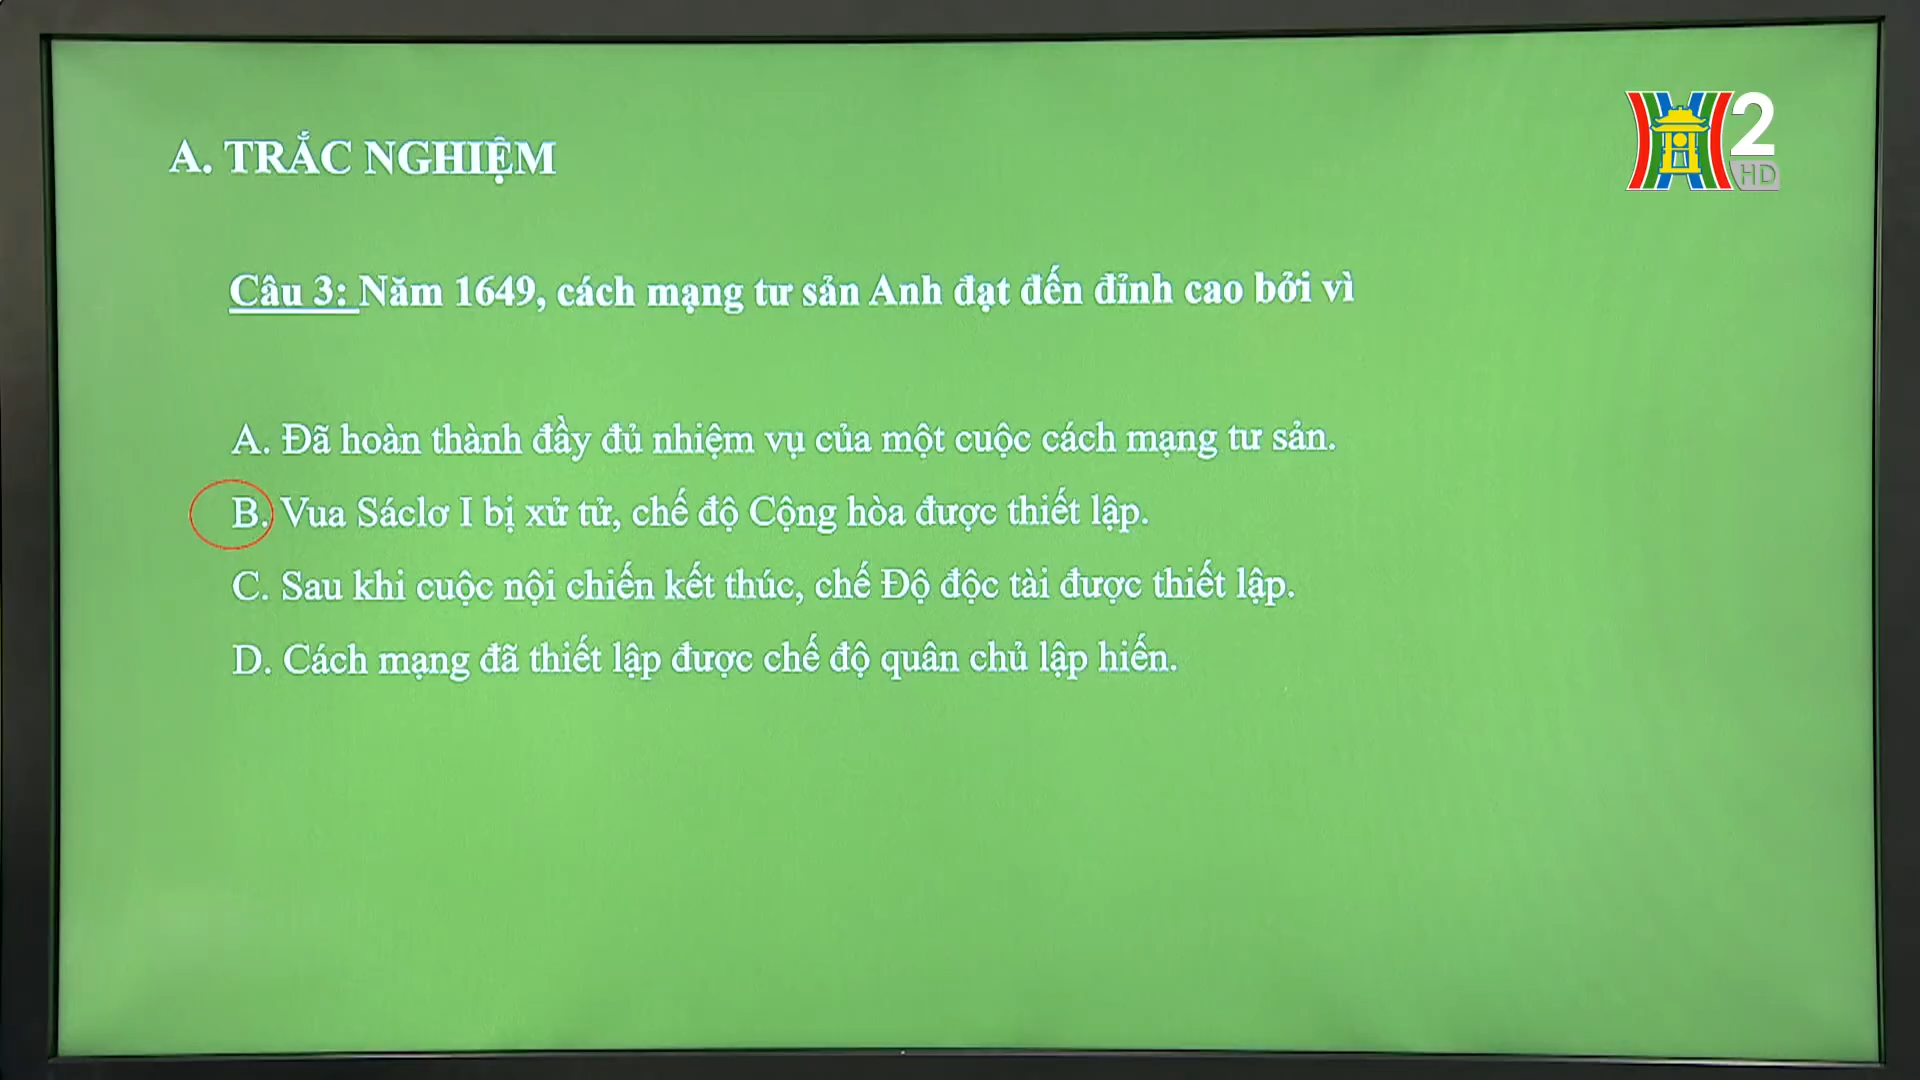 2
HD
A. TRẮC NGHIỆM
Câu 3: Năm 1649, cách mạng tư sản Anh đạt đến đỉnh cao bởi vì
A. Đã hoàn thành đầy đủ nhiệm vụ của một cuộc cách mạng tư sản.
B. Vua Sáclơ I bị xử tử, chế độ Cộng hòa được thiết lập.
C. Sau khi cuộc nội chiến kết thúc, chế Độ độc tài được thiết lập.
D. Cách mạng đã thiết lập được chế độ quân chủ lập hiến.